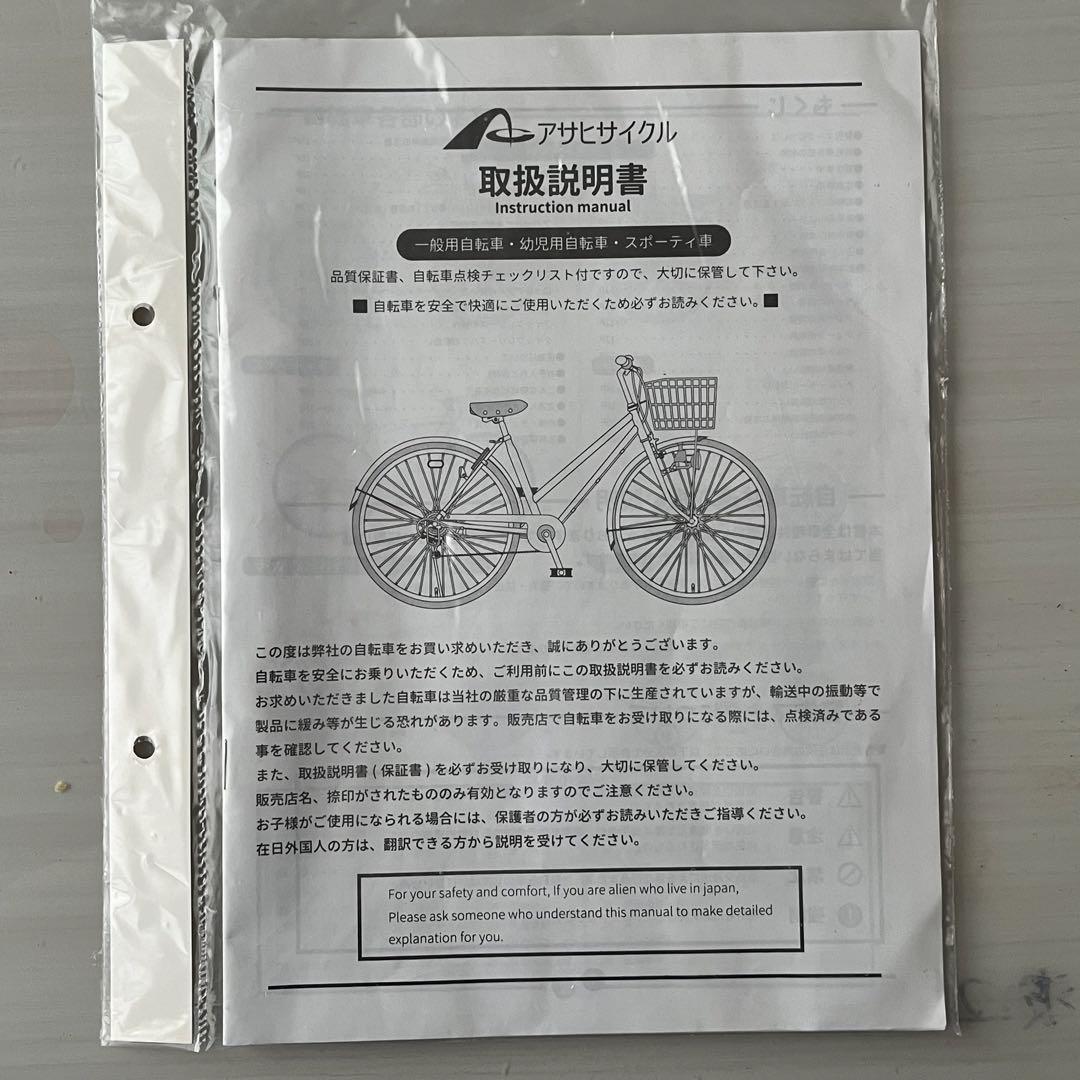 アサヒサイクル
取扱説明書
Instruction manual
一般用自転車・幼児用自転車・スポーティ車
品質保証書、自転車点検チェックリスト付ですので、大切に保管して下さい。
■ 自転車を安全で快適にご使用いただくため必ずお読みください。■
この度は弊社の自転車をお買い求めいただき、誠にありがとうございます。
自転車を安全にお乗りいただくため、ご利用前にこの取扱説明書を必ずお読みください。
お求めいただきました自転車は当社の厳重な品質管理の下に生産されていますが、輸送中の振動等で
製品に緩み等が生じる恐れがあります。販売店で自転車をお受け取りになる際には、点検済みである
事を確認してください。
また、取扱説明書 ( 保証書 ) を必ずお受け取りになり、大切に保管してください。
販売店名、捺印がされたもののみ有効となりますのでご注意ください。
お子様がご使用になられる場合には、保護者の方が必ずお読みいただきご指導ください。
在日外国人の方は、翻訳できる方から説明を受けてください。
For your safety and comfort, If you are alien who live in japan,
Please ask someone who understand this manual to make detailed
explanation for you.